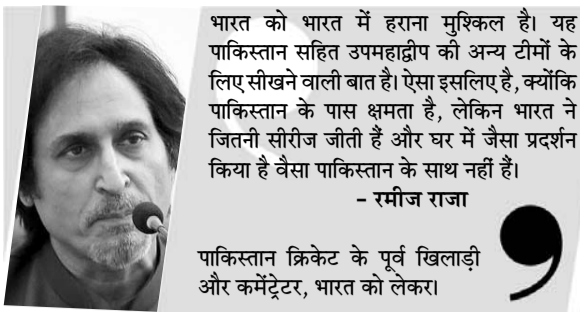 भारत को भारत में हराना मुश्किल है। यह
पाकिस्तान सहित उपमहाद्वीप की अन्य टीमों के
लिए सीखने वाली बात है। ऐसा इसलिए है, क्योंकि
पाकिस्तान के पास क्षमता है, लेकिन भारत ने
जितनी सीरीज जीती हैं और घर में जैसा प्रदर्शन
किया है वैसा पाकिस्तान के साथ नहीं हैं।
- रमीज राजा
पाकिस्तान क्रिकेट के पूर्व खिलाड़ी
और कमेंट्रेटर, भारत को लेकर।